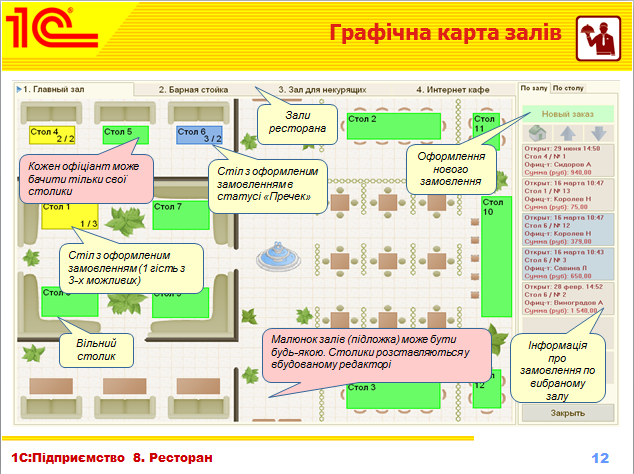 1С®
Графічна карта залів
1. Главный зал
2. Барная стойка
3. Зал для некурящих
4. Интернет кафе
По залу
По столу
Новый заказ
Зали
ресторана
Стол 4
2 / 2
Стол 5
Стол 6
3 / 2
Стол 2
Стол
11
Оформлення
нового
замовлення
Кожен офіціант може
бачити тільки свої
столики
Стіл з оформленим
замовленням в
статусі «Пречек»
Открыт: 29 июня 14:50
Стол 4 / № 1
Офиц-т: Сидоров А
Сумма (руб): 940,00
Открыт: 16 марта 10:47
Стол 1 / № 13
Офиц-т: Королев Н
Сумма (руб): 75,00
Открыт: 16 марта 10:47
Стол 6 / № 12
Офиц-т: Королев Н
Сумма (руб): 379,00
Открыт: 16 марта 10:43
Стол 6 / № 3
Офиц-т: Савина Л
Сумма (руб): 650,00
Открыт: 28 февр. 14:52
Стол 6 / № 2
Офиц-т: Виноградов А
Сумма (руб): 1 540,00
Стол 1
1 / 3
Стол 7
Стол
10
Стіл з оформленим
замовленням (1 гість з
3-х можливих)
Стол
Вільний
столик
Малюнок залів (підложка) може бути
будь-якою. Столики розставляються у
вбудованому редакторі
Інформація
про
замовлення по
вибраному
залу
Стол 3
12
Закрыть
1С:Підприємство 8. Ресторан
12